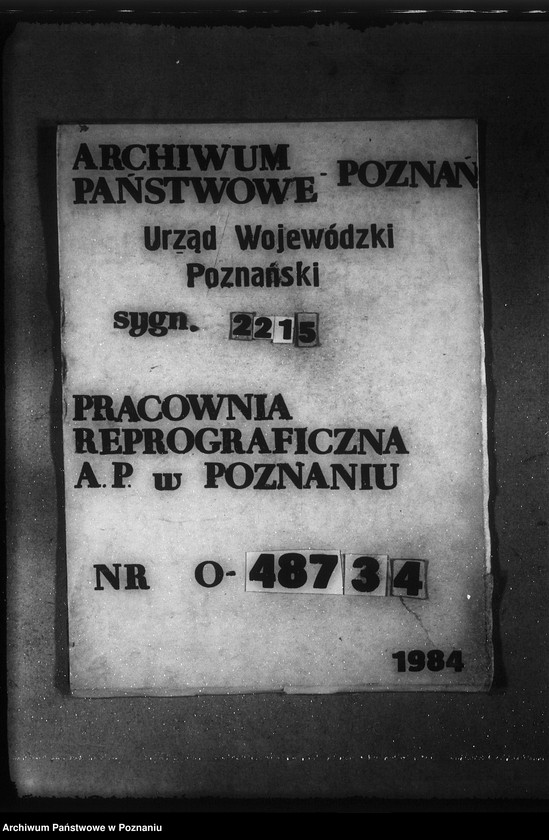 ARCHIWUM
PAŃSTWOWE - POZNAŃ
Urząd Wojewódzki
Poznański
sygn. 2215
PRACOWNIA
REPROGRAFICZNA
A.P. w POZNANIU
NR O-48734
1984
Archiwum Państwowe w Poznaniu